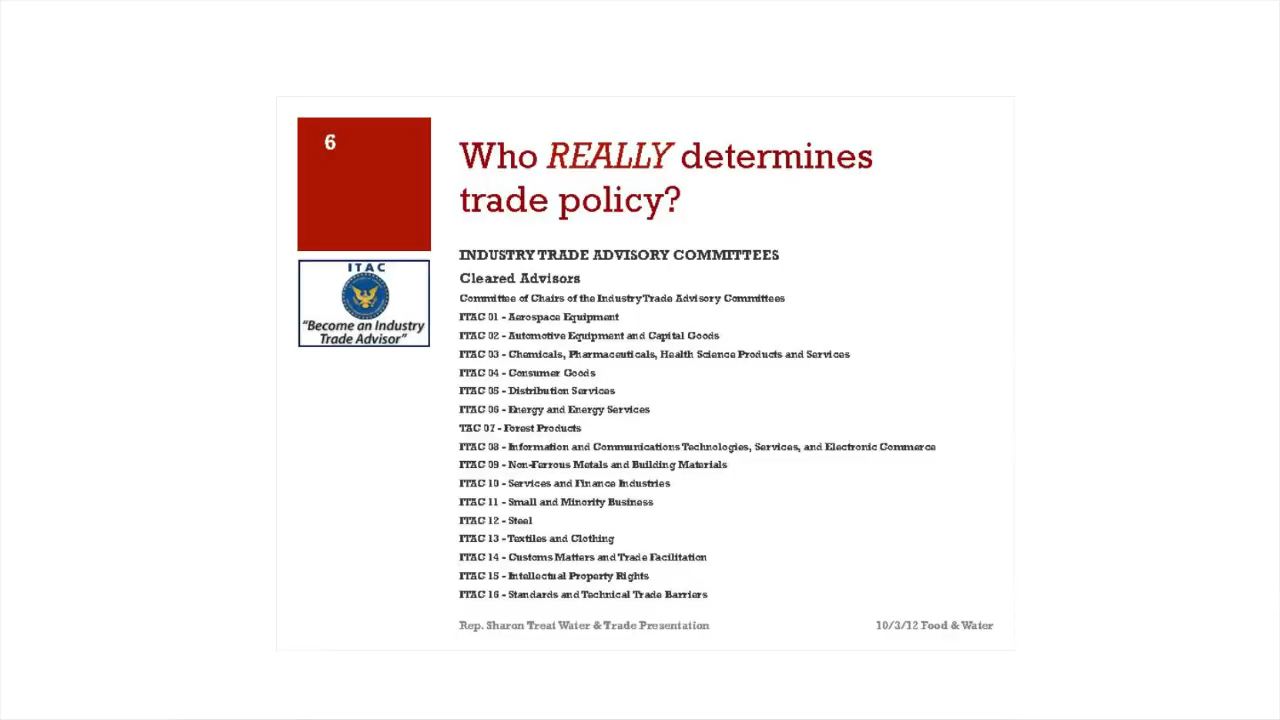 6
Who REALLY determines
trade policy?
ITAC
"Become an Industry
Trade Advisor"
INDUSTRY TRADE ADVISORY COMMITTEES
Cleared Advisors
Committee of Chairs of the Industry Trade Advisory Committees
ITAC 01 - Aerospace Equipment
ITAC 02 - Automotive Equipment and Capital Goods
ITAC 03 - Chemicals, Pharmaceuticals, Health Science Products and Services
ITAC 04 - Consumer Goods
ITAC 05 - Distribution Services
ITAC 06 - Energy and Energy Services
TAC 07 - Forest Products
ITAC 08 - Information and Communications Technologies, Services, and Electronic Commerce
ITAC 09 - Non-Ferrous Metals and Building Materials
ITAC 10 - Services and Finance Industries
ITAC 11 - Small and Minority Business
ITAC 12 - Steel
ITAC 13 - Textiles and Clothing
ITAC 14 - Customs Matters and Trade Facilitation
ITAC 15 - Intellectual Property Rights
ITAC 16 - Standards and Technical Trade Barriers
Rep. Sharon Treat Water & Trade Presentation
10/3/12 Food & Water